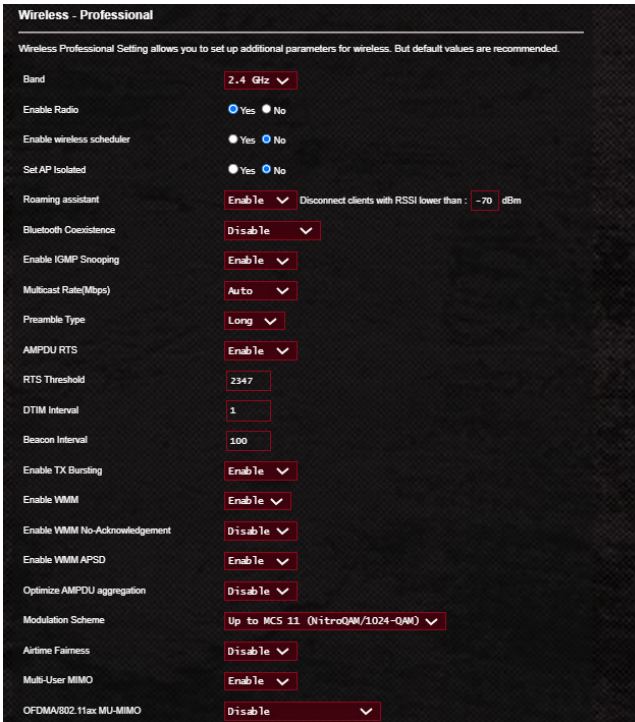 Wireless - Professional
Wireless Professional Setting allows you to set up additional parameters for wireless. But default values are recommended.
Band 2.4 GHz
Enable Radio Yes No
Enable wireless scheduler Yes No
Set AP Isolated Yes No
Roaming assistant Enable Disconnect clients with RSSI lower than : -70 dBm
Bluetooth Coexistence Disable
Enable IGMP Snooping Enable
Multicast Rate(Mbps) Auto
Preamble Type Long
AMPDU RTS Enable
RTS Threshold 2347
DTIM Interval 1
Beacon Interval 100
Enable TX Bursting Enable
Enable WMM Enable
Enable WMM No-Acknowledgement Disable
Enable WMM APSD Enable
Optimize AMPDU aggregation Disable
Modulation Scheme Up to MCS 11 (NitroQAM/1024-QAM)
Airtime Fairness Disable
Multi-User MIMO Enable
OFDMA/802.11ax MU-MIMO Disable